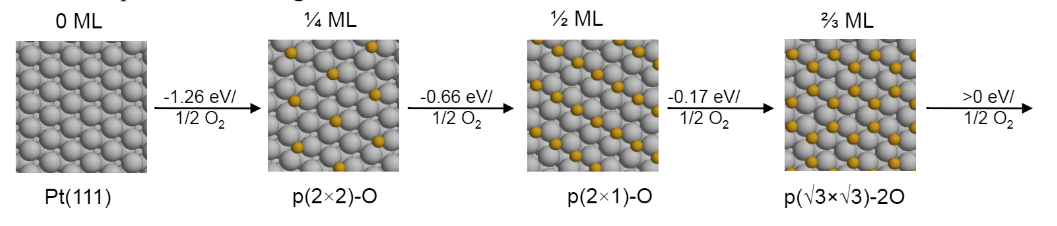 0 ML
¼ ML
½ ML
⅔ ML
-1.26 eV/
1/2 O₂
-0.66 eV/
1/2 O₂
-0.17 eV/
1/2 O₂
>0 eV/
1/2 O₂
Pt(111)
p(2×2)-O
p(2×1)-O
p(√3×√3)-2O